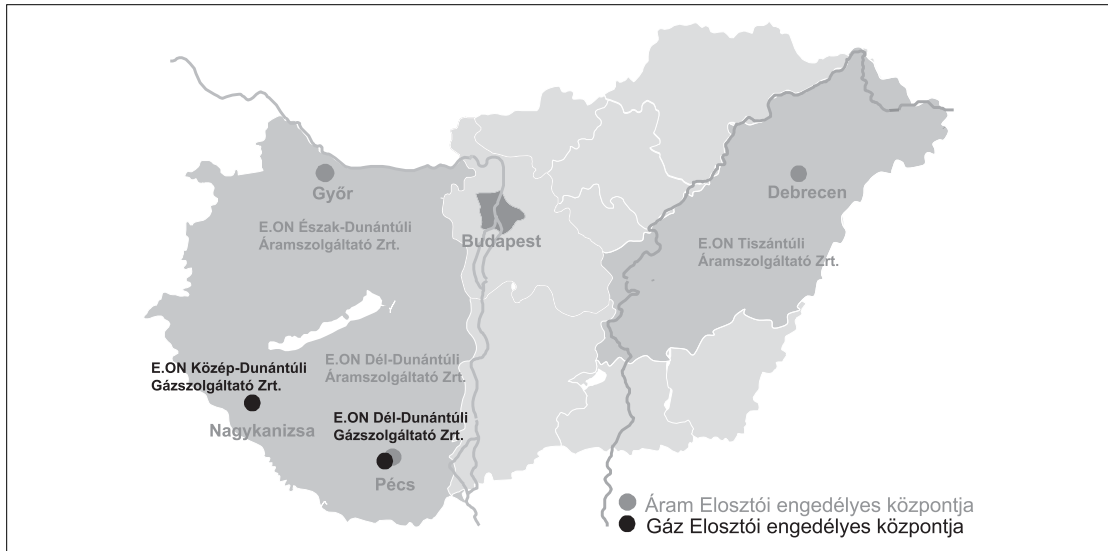 Győr
E.ON Észak-Dunántúli
Áramszolgáltató Zrt.
Budapest
Debrecen
E.ON Tiszántúli
Áramszolgáltató Zrt.
E.ON Közép-Dunántúli
Gázszolgáltató Zrt.
Nagykanizsa
E.ON Dél-Dunántúli
Áramszolgáltató Zrt.
E.ON Dél-Dunántúli
Gázszolgáltató Zrt.
Pécs
Áram Elosztói engedélyes központja
Gáz Elosztói engedélyes központja